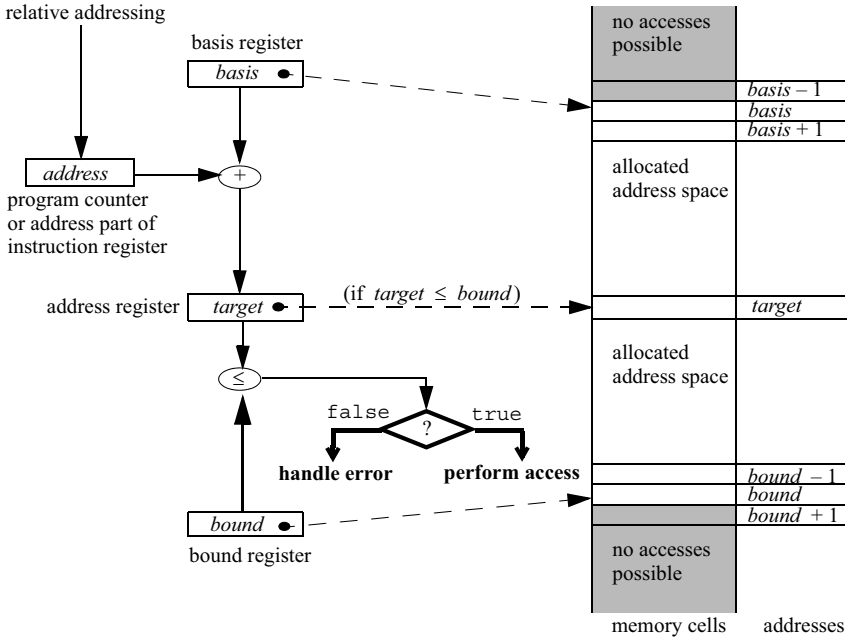 relative addressing
basis register
basis
address
program counter
or address part of
instruction register
+
address register
target
(if target ≤ bound)
≤
?
false
true
handle error
perform access
bound
bound register
no accesses
possible
basis – 1
basis
basis + 1
allocated
address space
target
allocated
address space
bound – 1
bound
bound + 1
no accesses
possible
memory cells
addresses